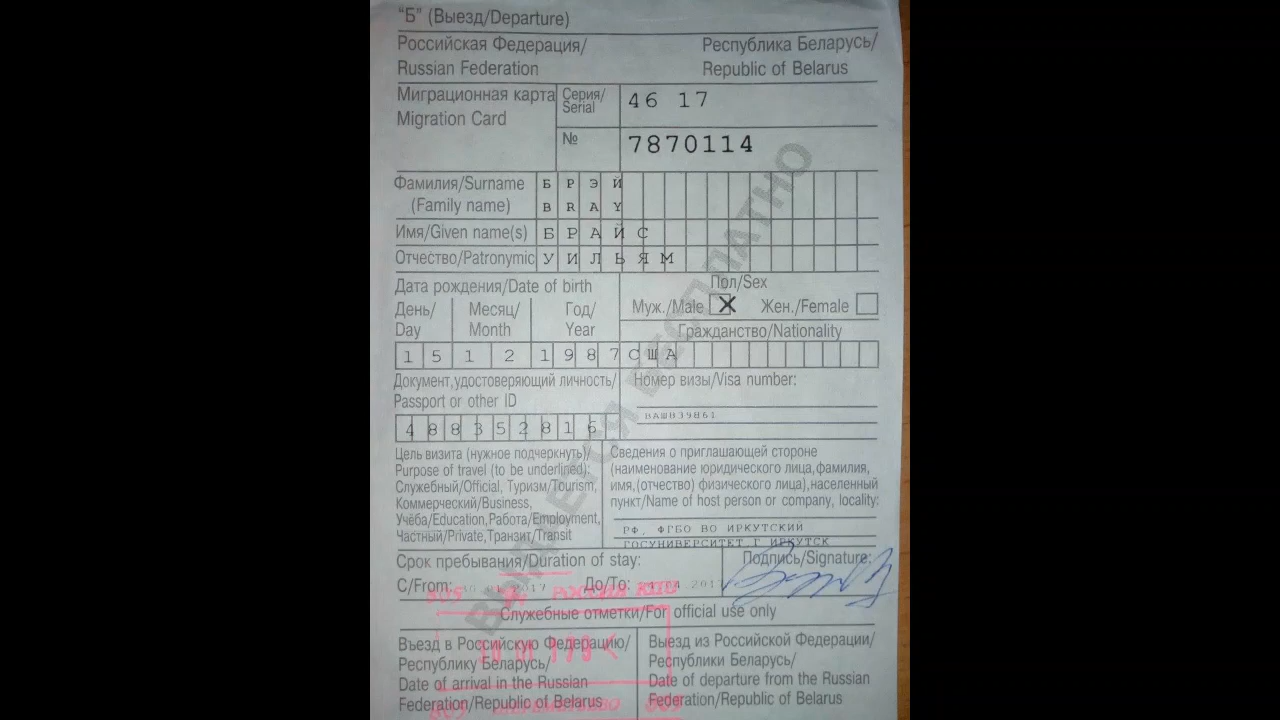 "Б" (Выезд/Departure)
Российская Федерация/ Республика Беларусь/
Russian Federation Republic of Belarus
Миграционная карта Серия/ 46 17
Migration Card Serial
№ 7870114
Фамилия/Surname БРЭЙ
(Family name) BRAY
Имя/Given name(s) БРАЙС
Отчество/Patronymic УИЛЬЯМ
Дата рождения/Date of birth Пол/Sex
День/ Месяц/ Год/ Муж./Male X Жен./Female
Day Month Year Гражданство/Nationality
15 12 1987 США
Документ,удостоверяющий личность/ Номер визы/Visa number:
Passport or other ID
488352816
Цель визита (нужное подчеркнуть)/ Сведения о приглашающей стороне
Purpose of travel (to be underlined): (наименование юридического лица,фамилия,
Служебный/Official, Туризм/Tourism, имя,(отчество) физического лица),населенный
Коммерческий/Business, пункт/Name of host person or company, locality:
Учёба/Education,Работа/Employment, РФ, ФГБО ВО ИРКУТСКИЙ
Частный/Private,Транзит/Transit ГОСУНИВЕРСИТЕТ Г ИРКУТСК
Срок пребывания/Duration of stay: Подпись/Signature:
С/From: До/To:
809 РОССИЯ КПП
Служебные отметки/For official use only
Въезд в Российскую Федерацию/ Выезд из Российской Федерации/
Республику Беларусь/ Республики Беларусь/
Date of arrival in the Russian Date of departure from the Russian
Federation/Republic of Belarus Federation/Republic of Belarus
809 809
ВЫДАЕТСЯ БЕСПЛАТНО